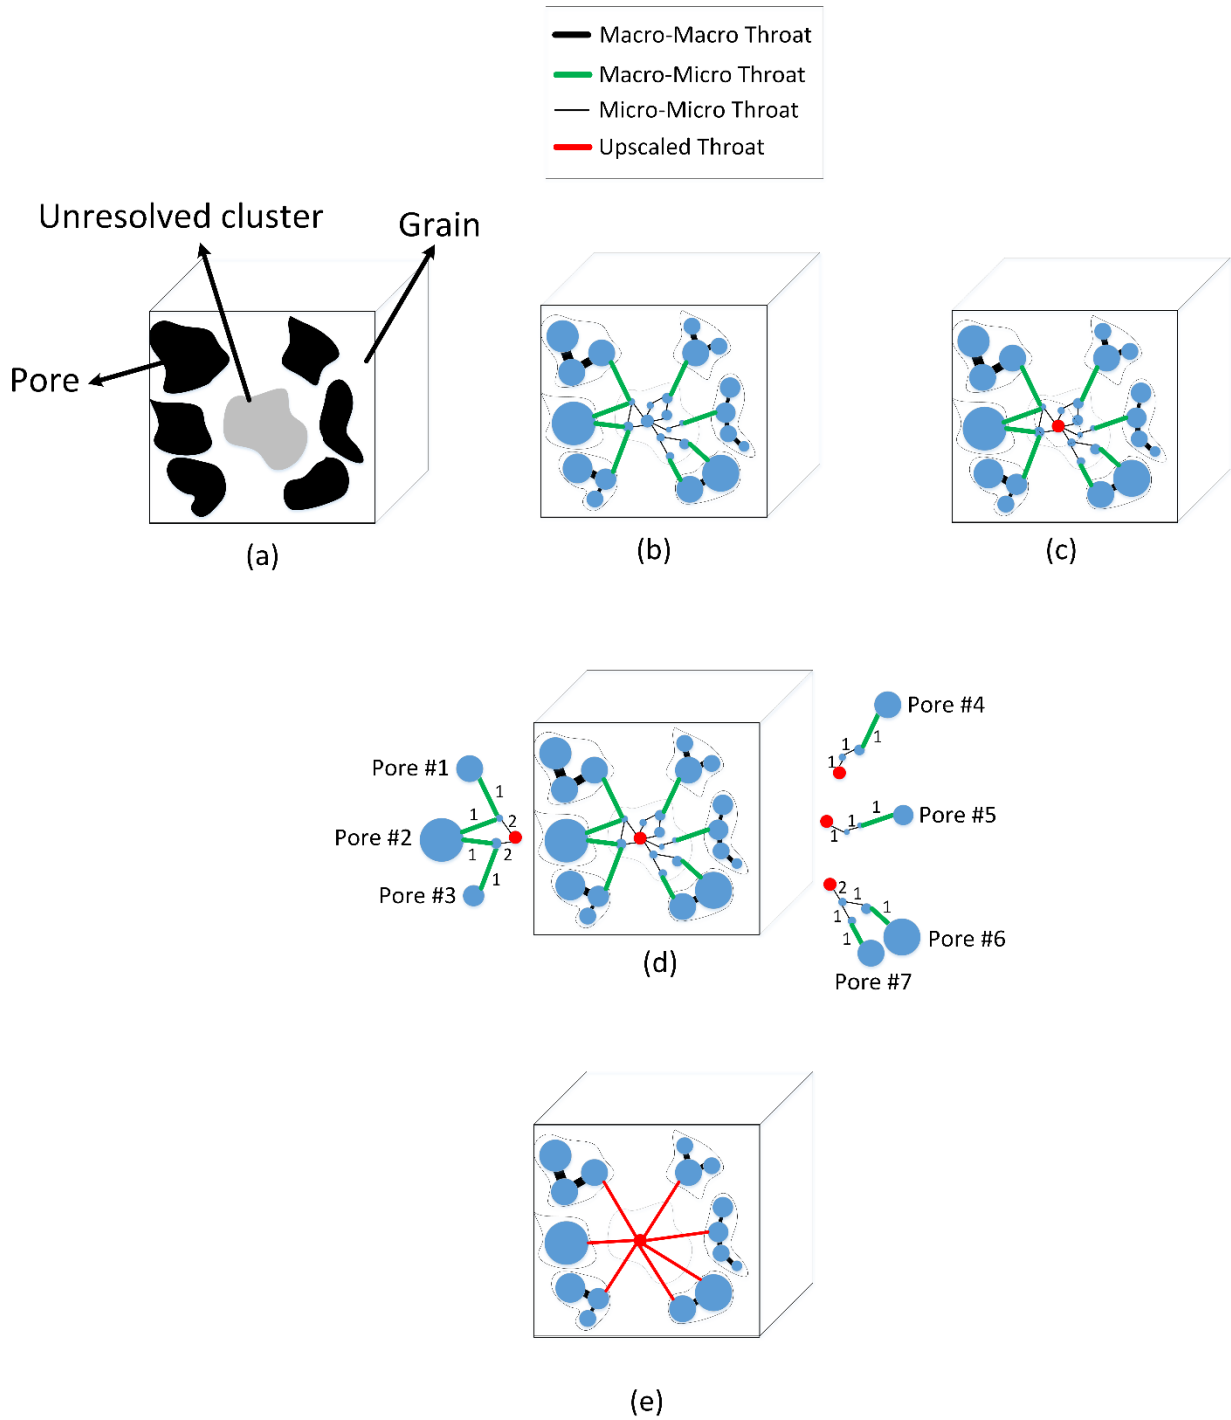 Macro-Macro Throat
Macro-Micro Throat
Micro-Micro Throat
Upscaled Throat
Unresolved cluster
Grain
Pore
(a)
(b)
(c)
Pore #1
1
Pore #2
1
2
1
2
Pore #3
1
Pore #4
1
1
1
Pore #5
1
1
1
2
1
1
1
1
Pore #6
Pore #7
(d)
(e)